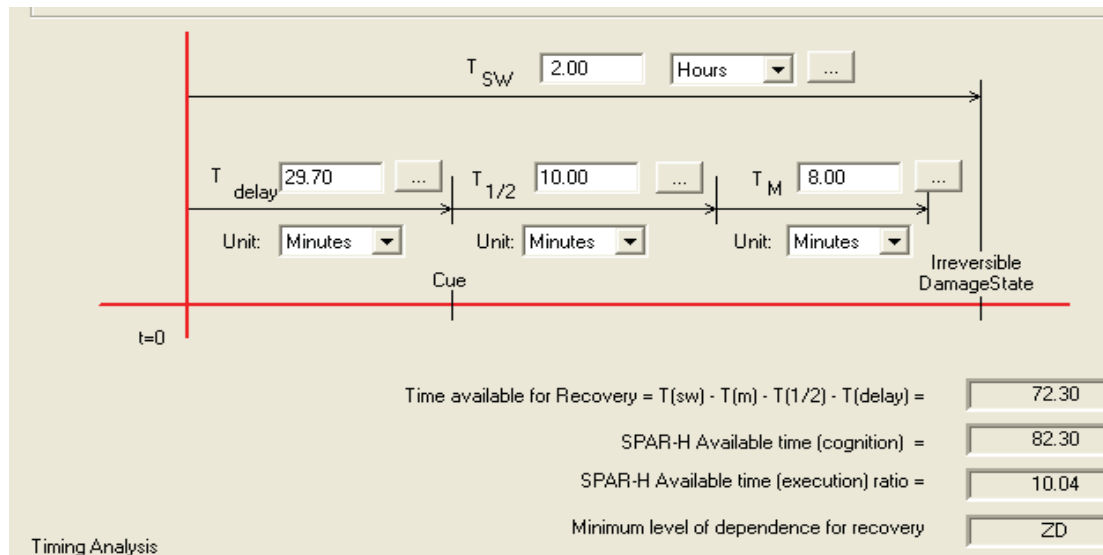 T SW 2.00 Hours ...
T delay 29.70 ... T 1/2 10.00 ... T M 8.00 ...
Unit: Minutes Unit: Minutes Unit: Minutes
Irreversible
Cue DamageState
t=0
Time available for Recovery = T(sw) - T(m) - T(1/2) - T(delay) = 72.30
SPAR-H Available time (cognition) = 82.30
SPAR-H Available time (execution) ratio = 10.04
Minimum level of dependence for recovery ZD
Timing Analysis